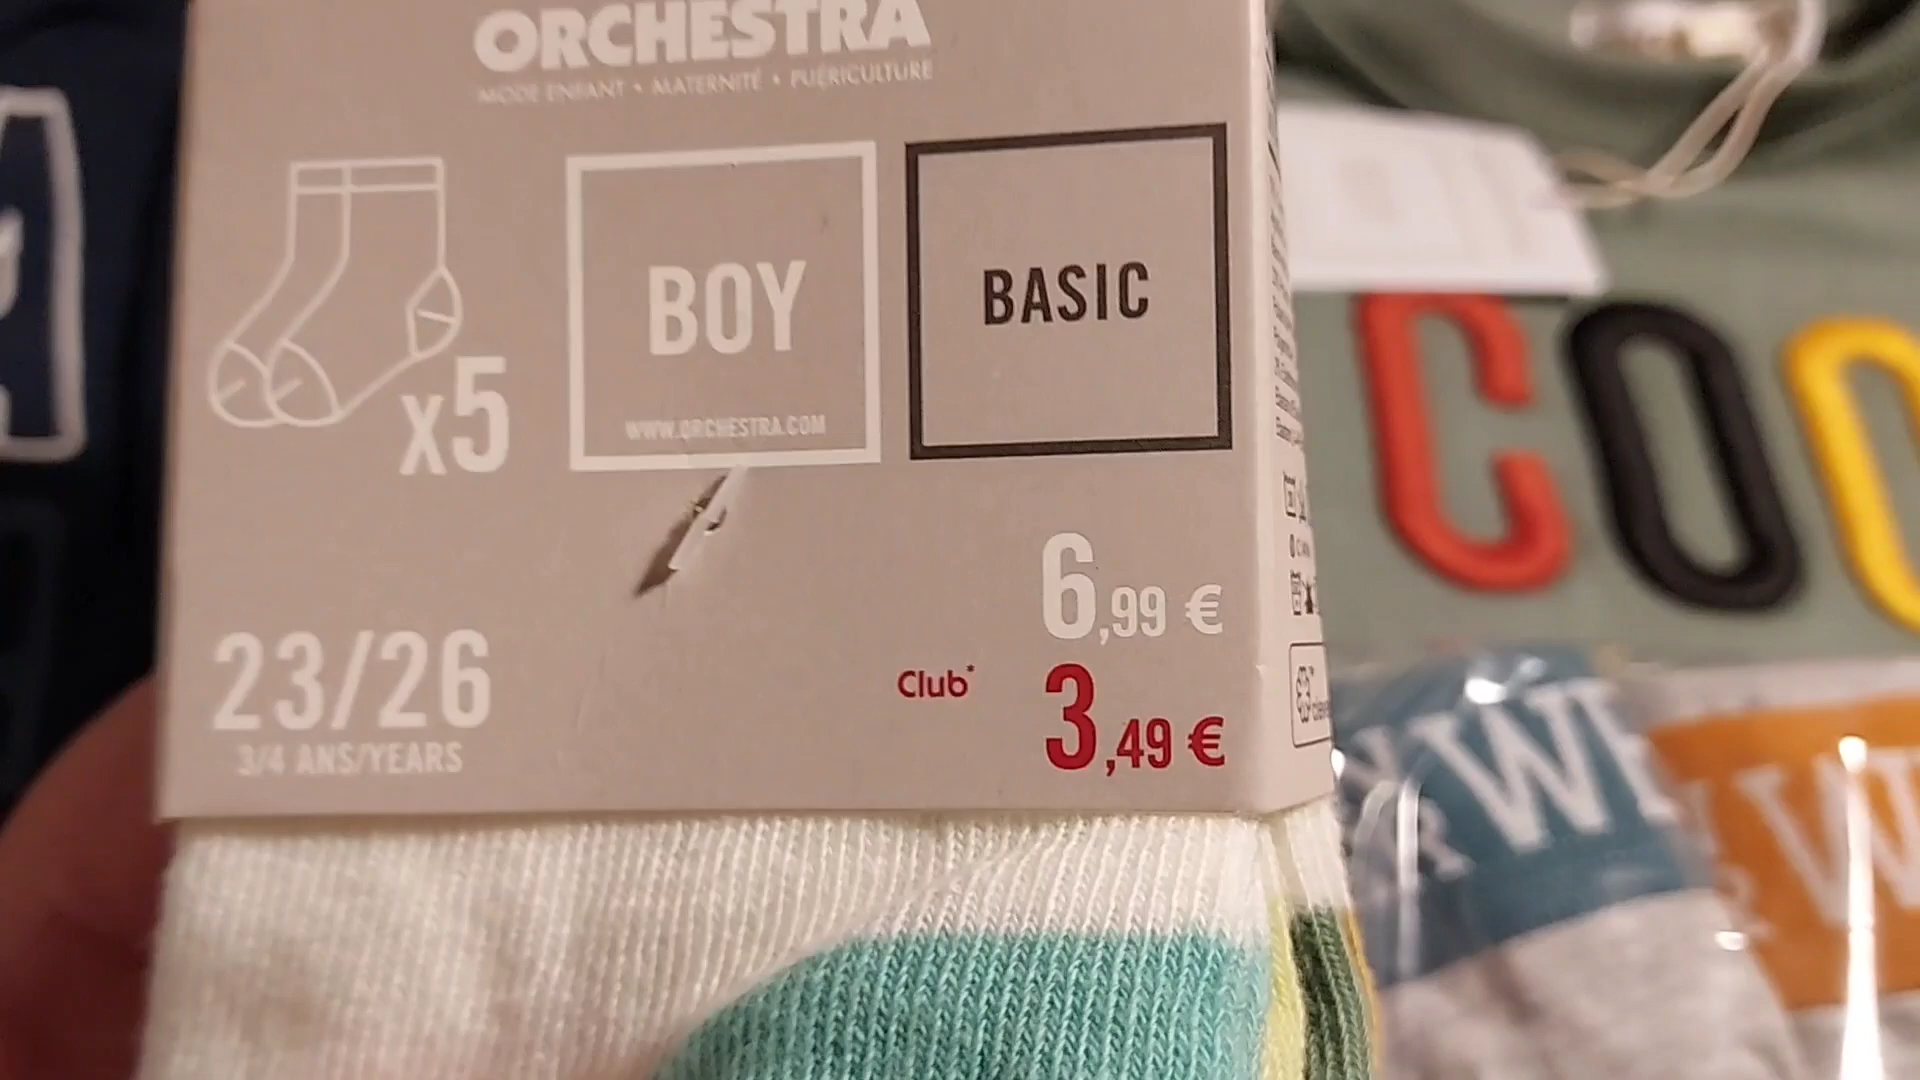 ORCHESTRA
MODE ENFANT • MATERNITÉ • PUÉRICULTURE
x5
BOY
WWW.ORCHESTRA.COM
BASIC
6,99 €
Club* 3,49 €
23/26
3/4 ANS/YEARS
COO
W
W